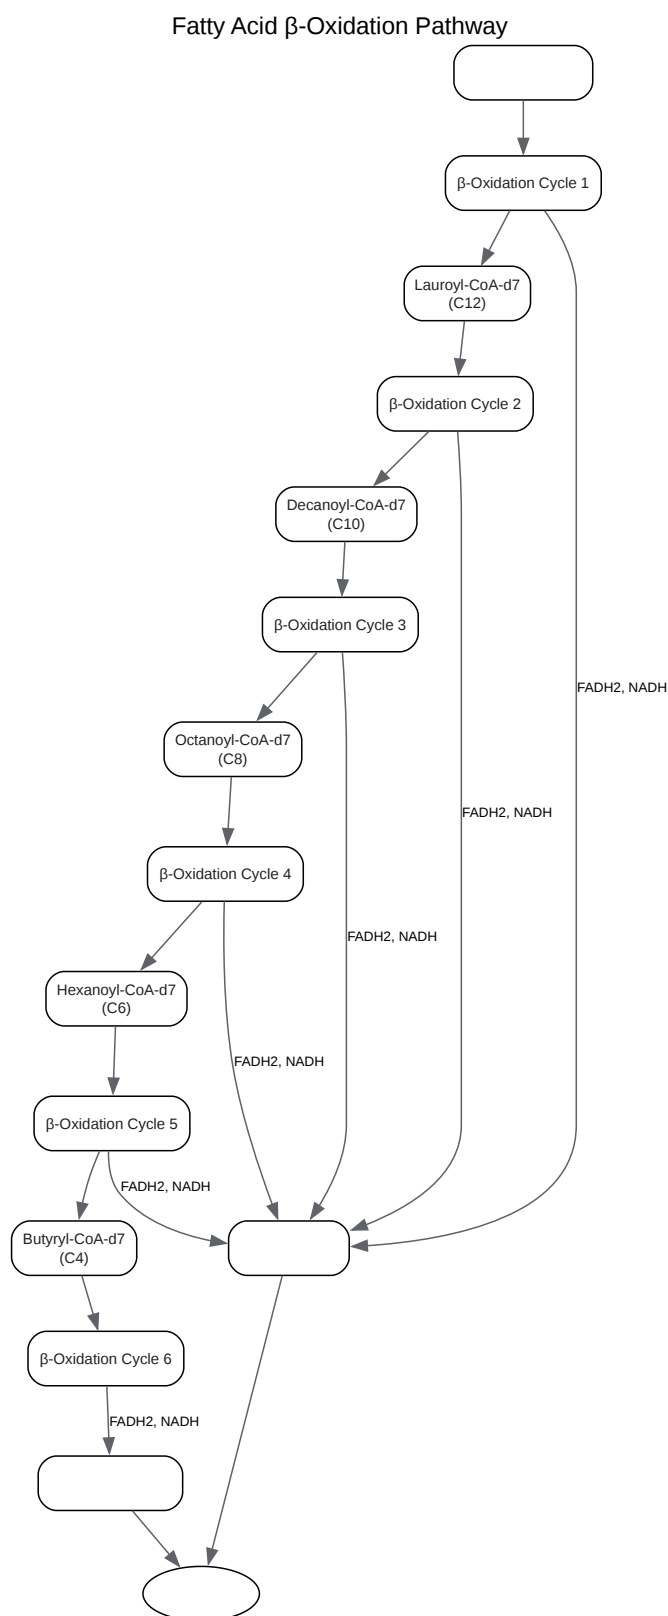 Fatty Acid β-Oxidation Pathway
β-Oxidation Cycle 1
Lauroyl-CoA-d7
(C12)
β-Oxidation Cycle 2
Decanoyl-CoA-d7
(C10)
β-Oxidation Cycle 3
FADH2, NADH
Octanoyl-CoA-d7
(C8)
FADH2, NADH
β-Oxidation Cycle 4
FADH2, NADH
Hexanoyl-CoA-d7
(C6)
FADH2, NADH
β-Oxidation Cycle 5
FADH2, NADH
Butyryl-CoA-d7
(C4)
β-Oxidation Cycle 6
FADH2, NADH